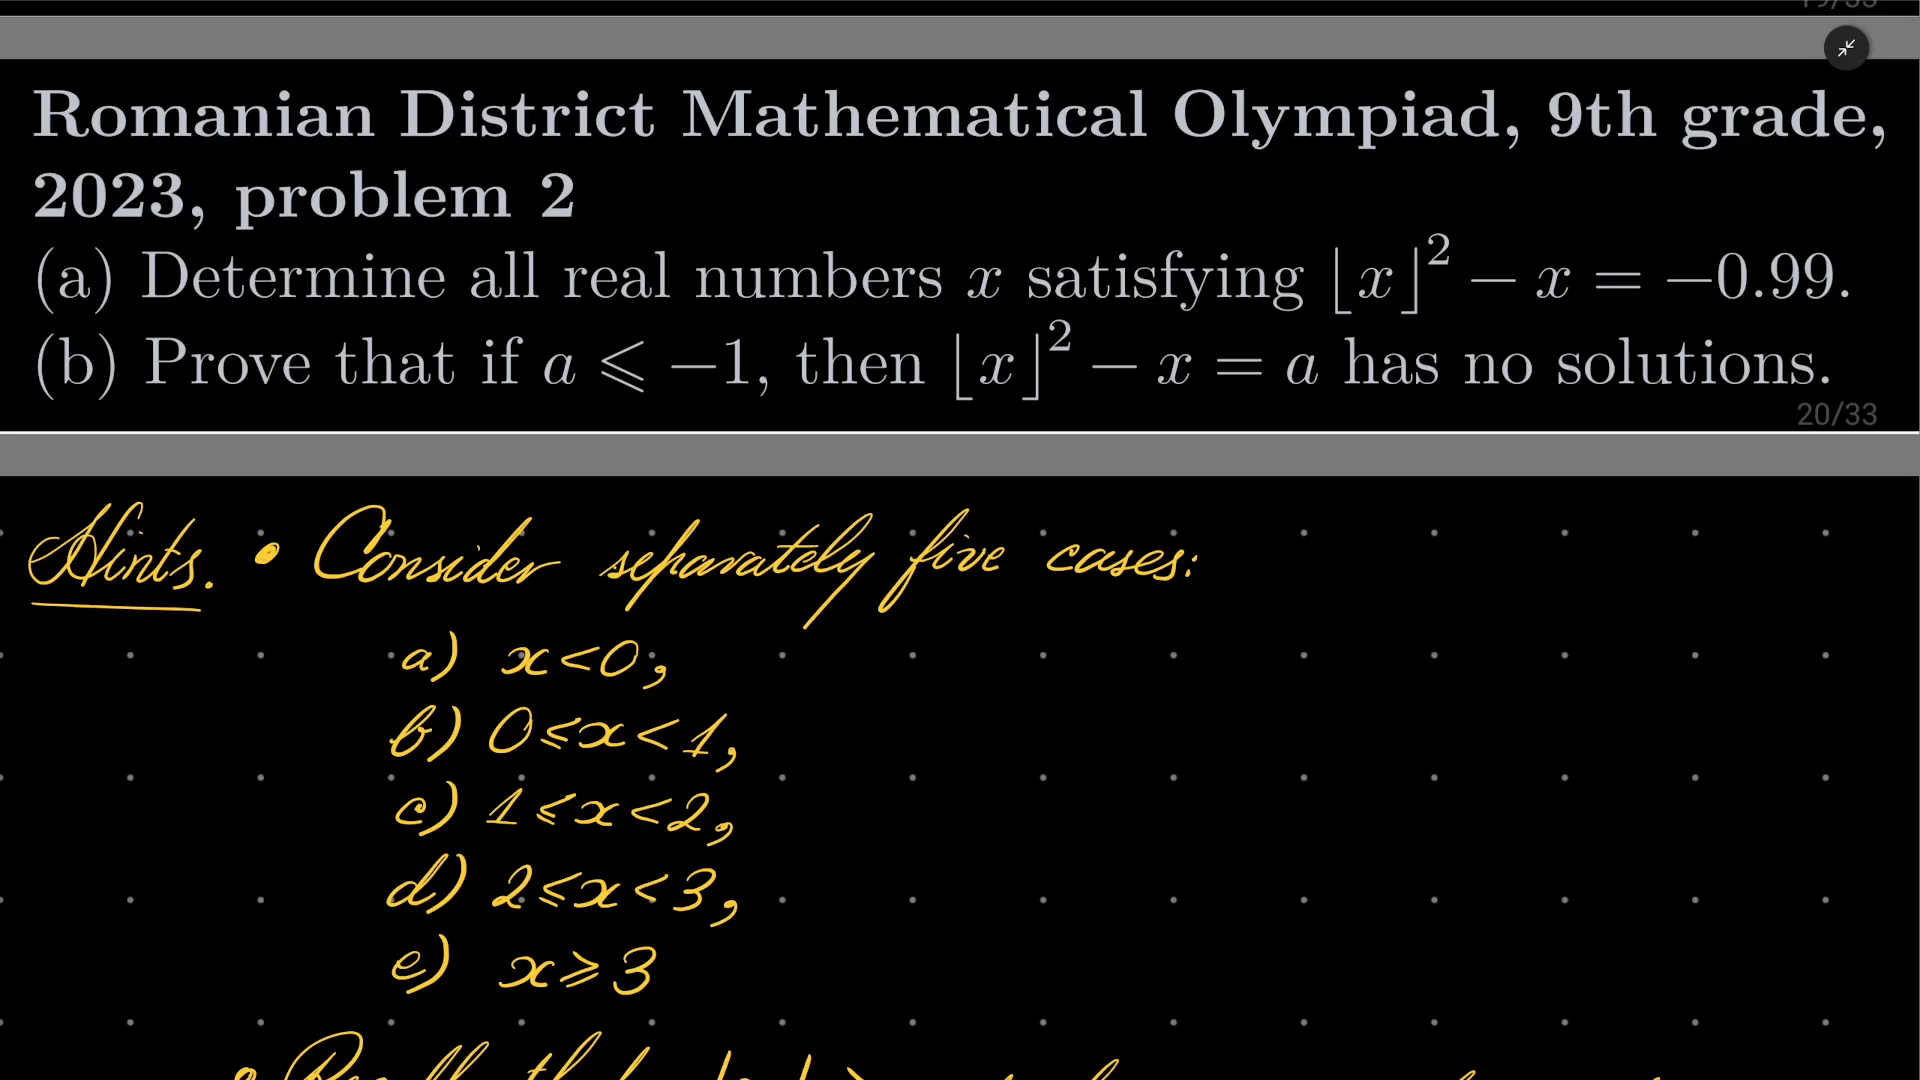 Romanian District Mathematical Olympiad, 9th grade,
2023, problem 2
(a) Determine all real numbers x satisfying ⌊x⌋² − x = −0.99.
(b) Prove that if a ⩽ −1, then ⌊x⌋² − x = a has no solutions.
20/33
Hints. • Consider separately five cases:
a) x<0,
b) 0⩽x<1,
c) 1⩽x<2,
d) 2⩽x<3,
e) x⩾3